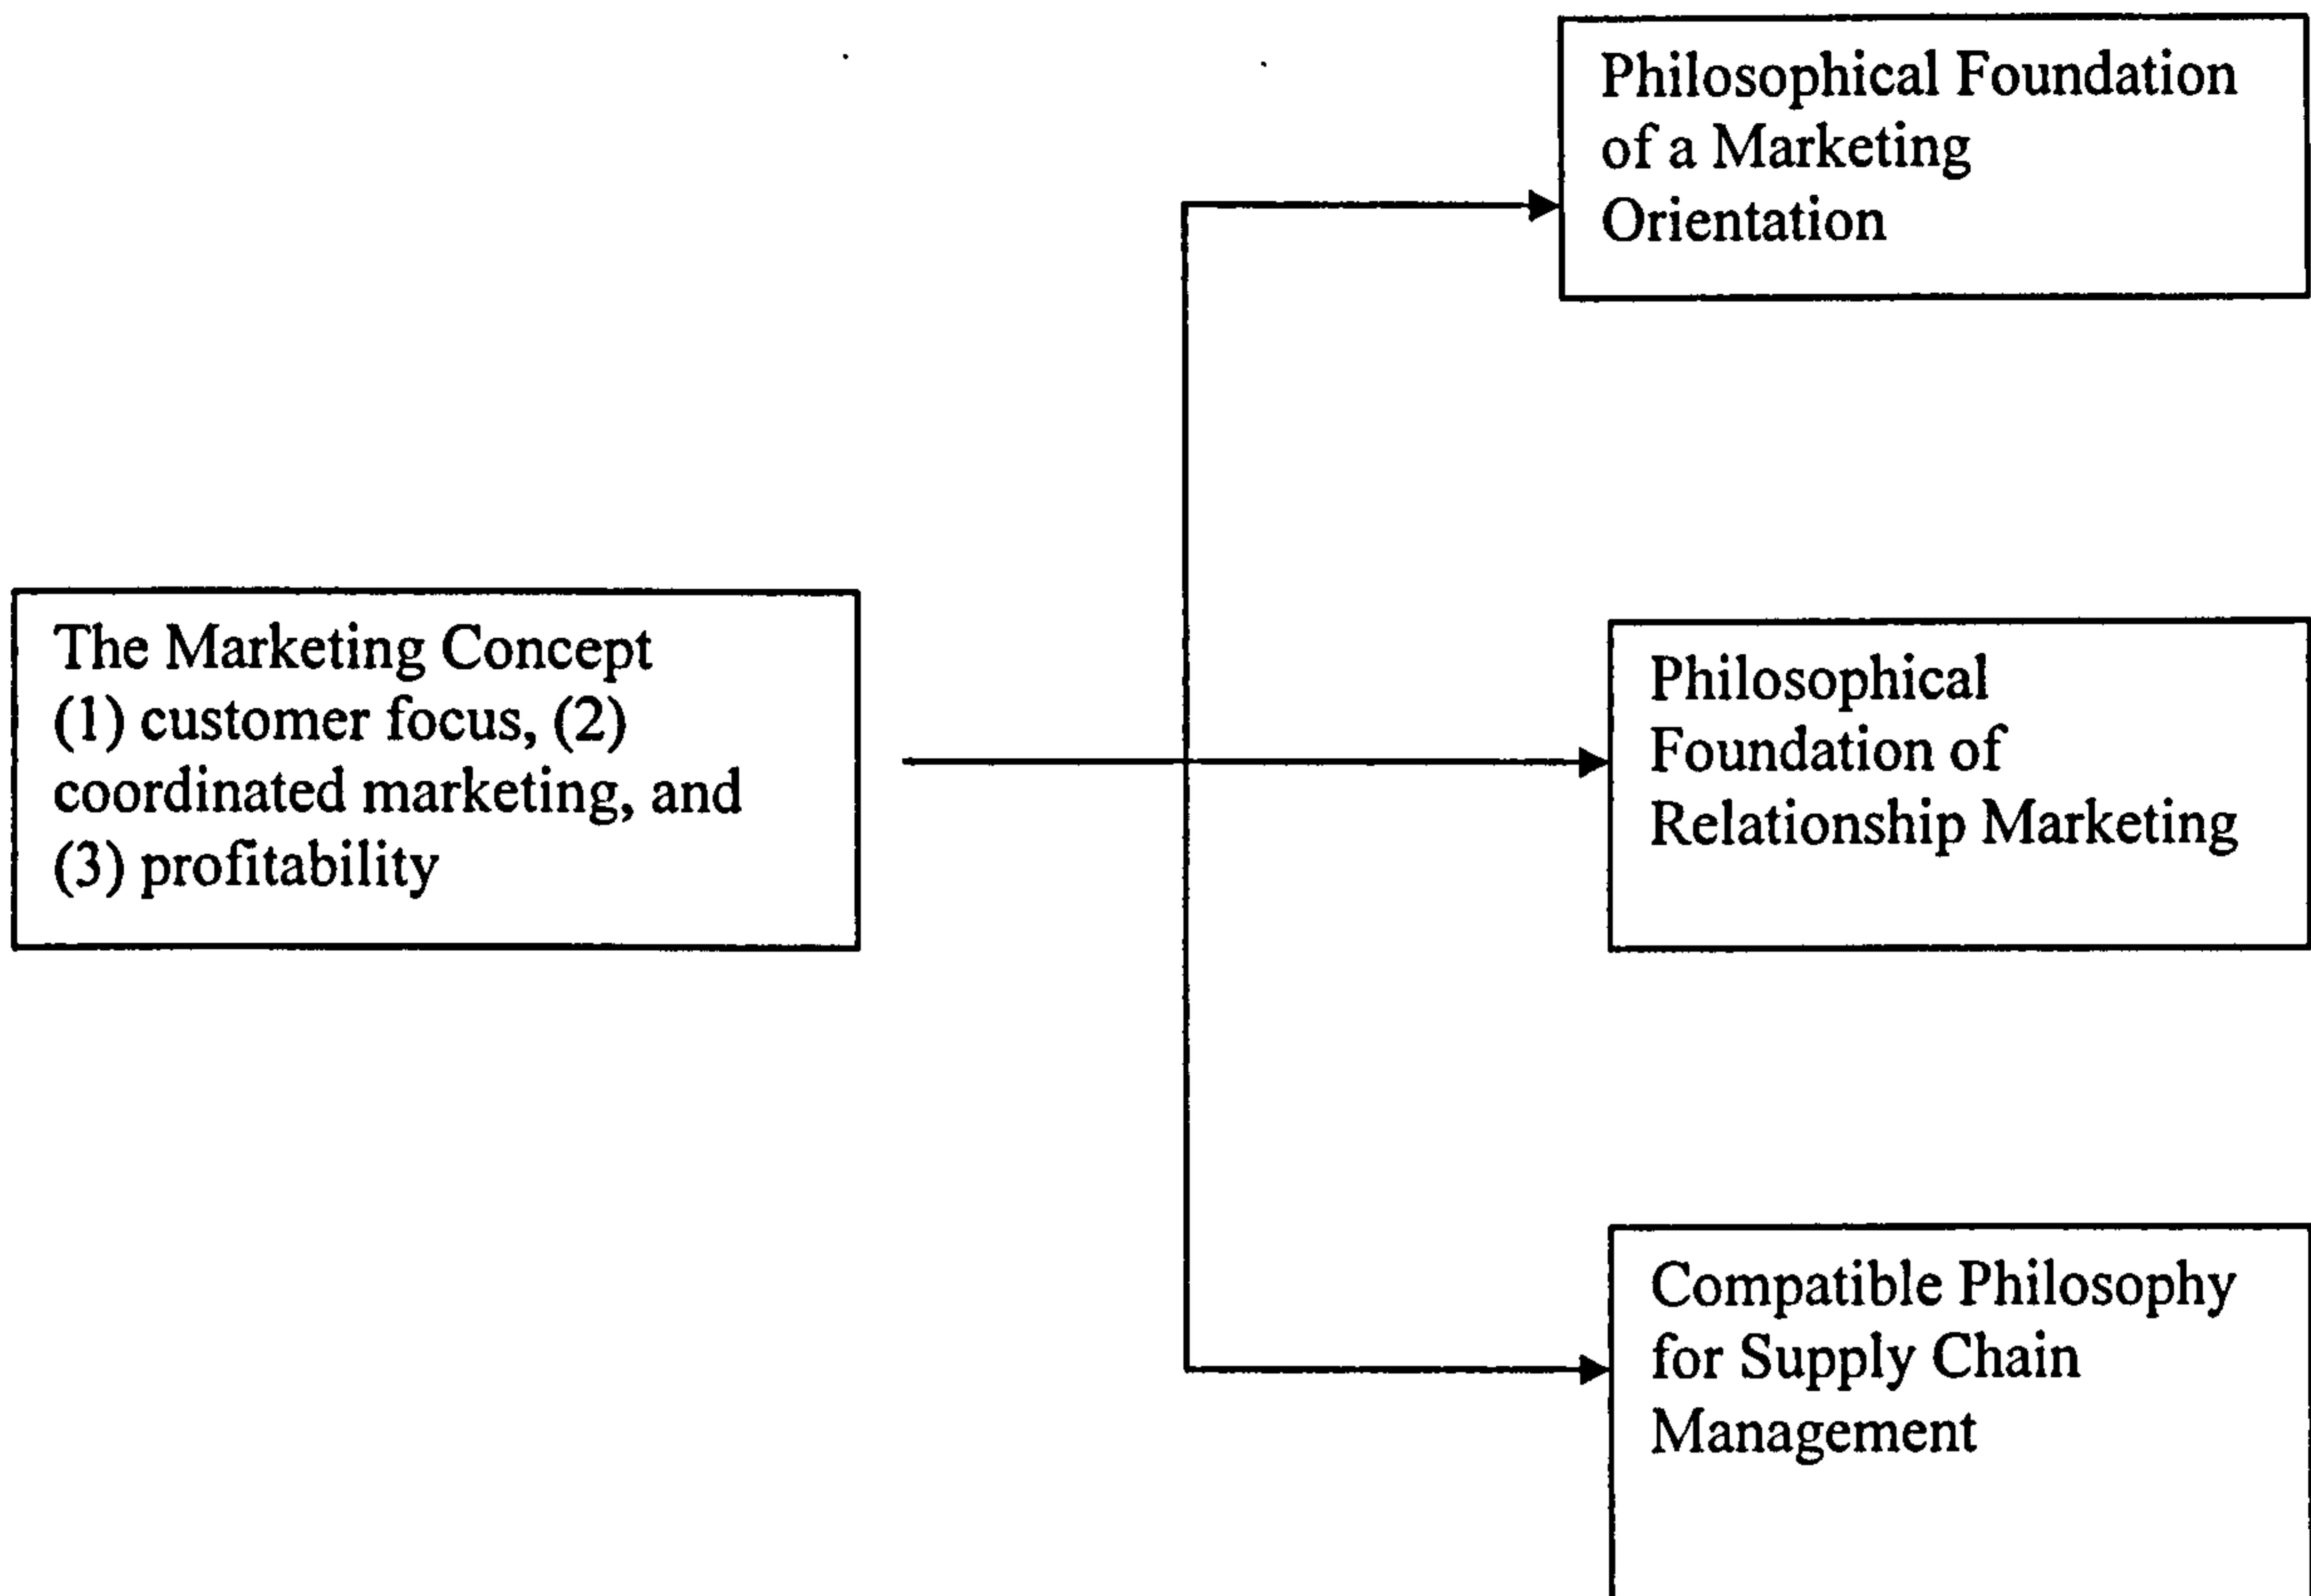 Philosophical Foundation
of a Marketing
Orientation
The Marketing Concept
(1) customer focus, (2)
coordinated marketing, and
(3) profitability
Philosophical
Foundation of
Relationship Marketing
Compatible Philosophy
for Supply Chain
Management